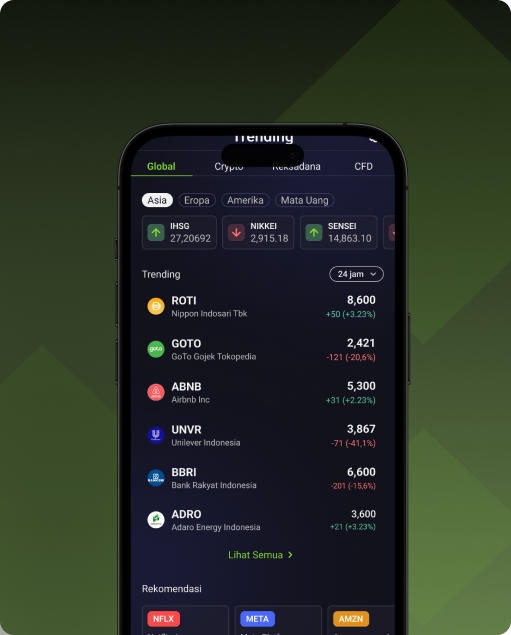 Trending
Global Crypto Reksadana CFD
Asia Eropa Amerika Mata Uang
IHSG NIKKEI SENSEI
27,20692 2,915.18 14,863.10
Trending 24 jam
ROTI 8,600
Nippon Indosari Tbk +50 (+3.23%)
goto
GOTO 2,421
GoTo Gojek Tokopedia -121 (-20,6%)
ABNB 5,300
Airbnb Inc +31 (+2.23%)
UNVR 3,867
Unilever Indonesia -71 (-41,1%)
BBRI 6,600
Bank Rakyat Indonesia -201 (-15,6%)
ADRO 3,600
Adaro Energy Indonesia +21 (+3.23%)
Lihat Semua
Rekomendasi
NFLX META AMZN